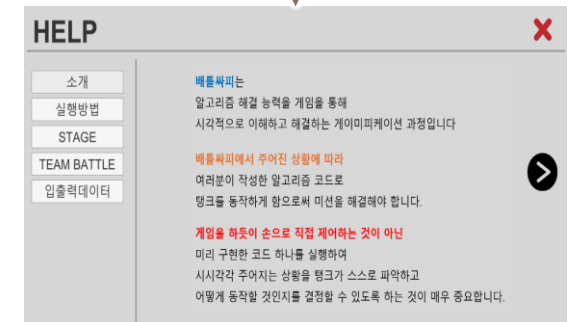 HELP
소개
실행방법
STAGE
TEAM BATTLE
입출력데이터
배틀싸피는
알고리즘 해결 능력을 게임을 통해
시각적으로 이해하고 해결하는 게이미피케이션 과정입니다
배틀싸피에서 주어진 상황에 따라
여러분이 작성한 알고리즘 코드로
탱크를 동작하게 함으로써 미션을 해결해야 합니다.
게임을 하듯이 손으로 직접 제어하는 것이 아닌
미리 구현한 코드 하나를 실행하여
시시각각 주어지는 상황을 탱크가 스스로 파악하고
어떻게 동작할 것인지를 결정할 수 있도록 하는 것이 매우 중요합니다.